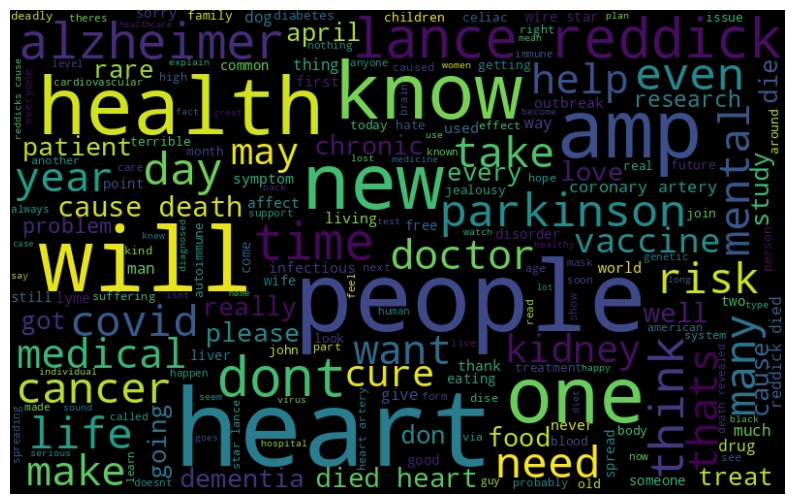 deadly
theres
healthcare
nothing
explain
sorry
family
dog
diabetes
children
celiac
wire star
plan
issue
alzheimer
april
lance reddick
theres
right
mean
immune
level
women
reddicks cause
everyone
rare
common
thing
first
caused
anyone
getting
help
even
die
cardiovascular
high
brain
health
know
amp
outbreak
research
fact
great
become
today
hate
used
effect
way
patient
terrible
month
chronic
use
known
lost
medicine
another
care
may
take
love
real
future
around
mental
study
year
day
point
symptom
every
back
hope
coronary artery
always
affect
support
jealousy
join
cause death
new
parkinson
problem
living
test
free
watch
healthy
genetic
vaccine
case
knew
kind
diagnosed
autoimmune
come
time
doctor
disorder
person
say
man
will
infectious
next
age
mask
soon
world
long
risk
still
lyme
suffering
isnt
name
wife
feel
people
lot
human
read
show
two
type
got
covid
really
look
well
many
system
american
please
john
part
want
live
kidney
cause
reddick died
medical
liver
happen
thank
eating
treatment
happy
think
thats
death revealed
individual
seem
cure
give
form
dise
diet
much
black
cancer
dont
one
made
sound
virus
star lance
heart artery
body
now
see
drug
spreading
life
called
going
goes
hospital
heart
don
via
never
food
blood
spread
serious
doesnt
learn
good
guy
probably
old
need
someone
make
dementia
died heart
treat